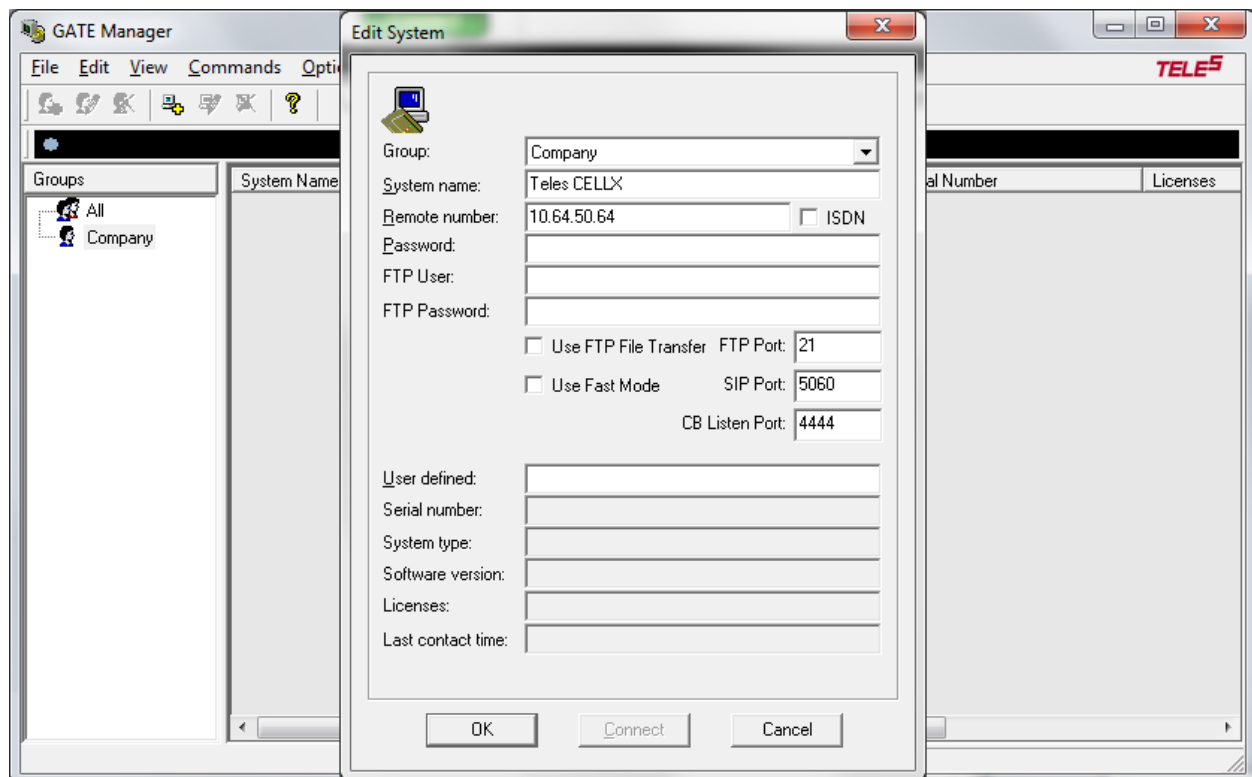 GATE Manager
File Edit View Commands Opti
TELES
Groups
All
Company
System Name
al Number
Licenses
Edit System
Group: Company
System name: Teles CELLX
Remote number: 10.64.50.64 ISDN
Password:
FTP User:
FTP Password:
Use FTP File Transfer FTP Port: 21
Use Fast Mode SIP Port: 5060
CB Listen Port: 4444
User defined:
Serial number:
System type:
Software version:
Licenses:
Last contact time:
OK Connect Cancel